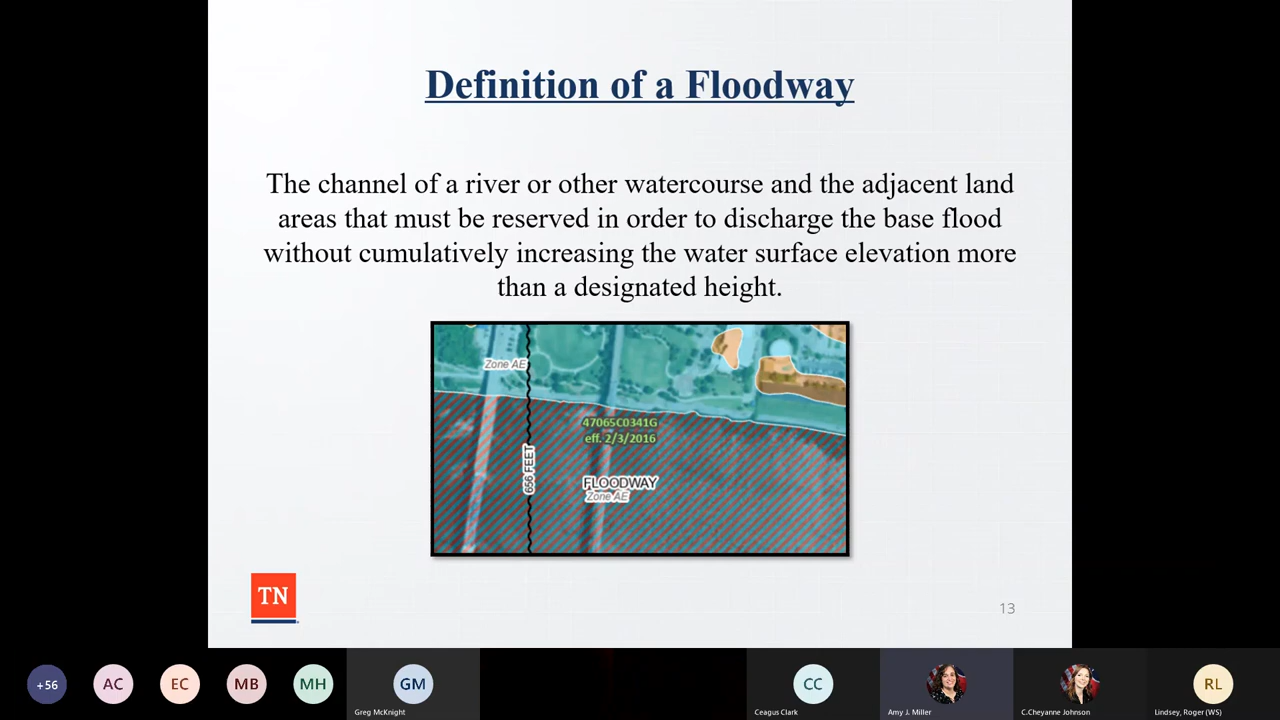 Definition of a Floodway
The channel of a river or other watercourse and the adjacent land
areas that must be reserved in order to discharge the base flood
without cumulatively increasing the water surface elevation more
than a designated height.
Zone AE
47065C0341G
eff. 2/3/2016
656 FEET
FLOODWAY
Zone AE
TN
13
+56
AC
EC
MB
MH
GM
Greg McKnight
CC
Ceagus Clark
Amy J. Miller
C.Cheyanne Johnson
RL
Lindsey, Roger (WS)